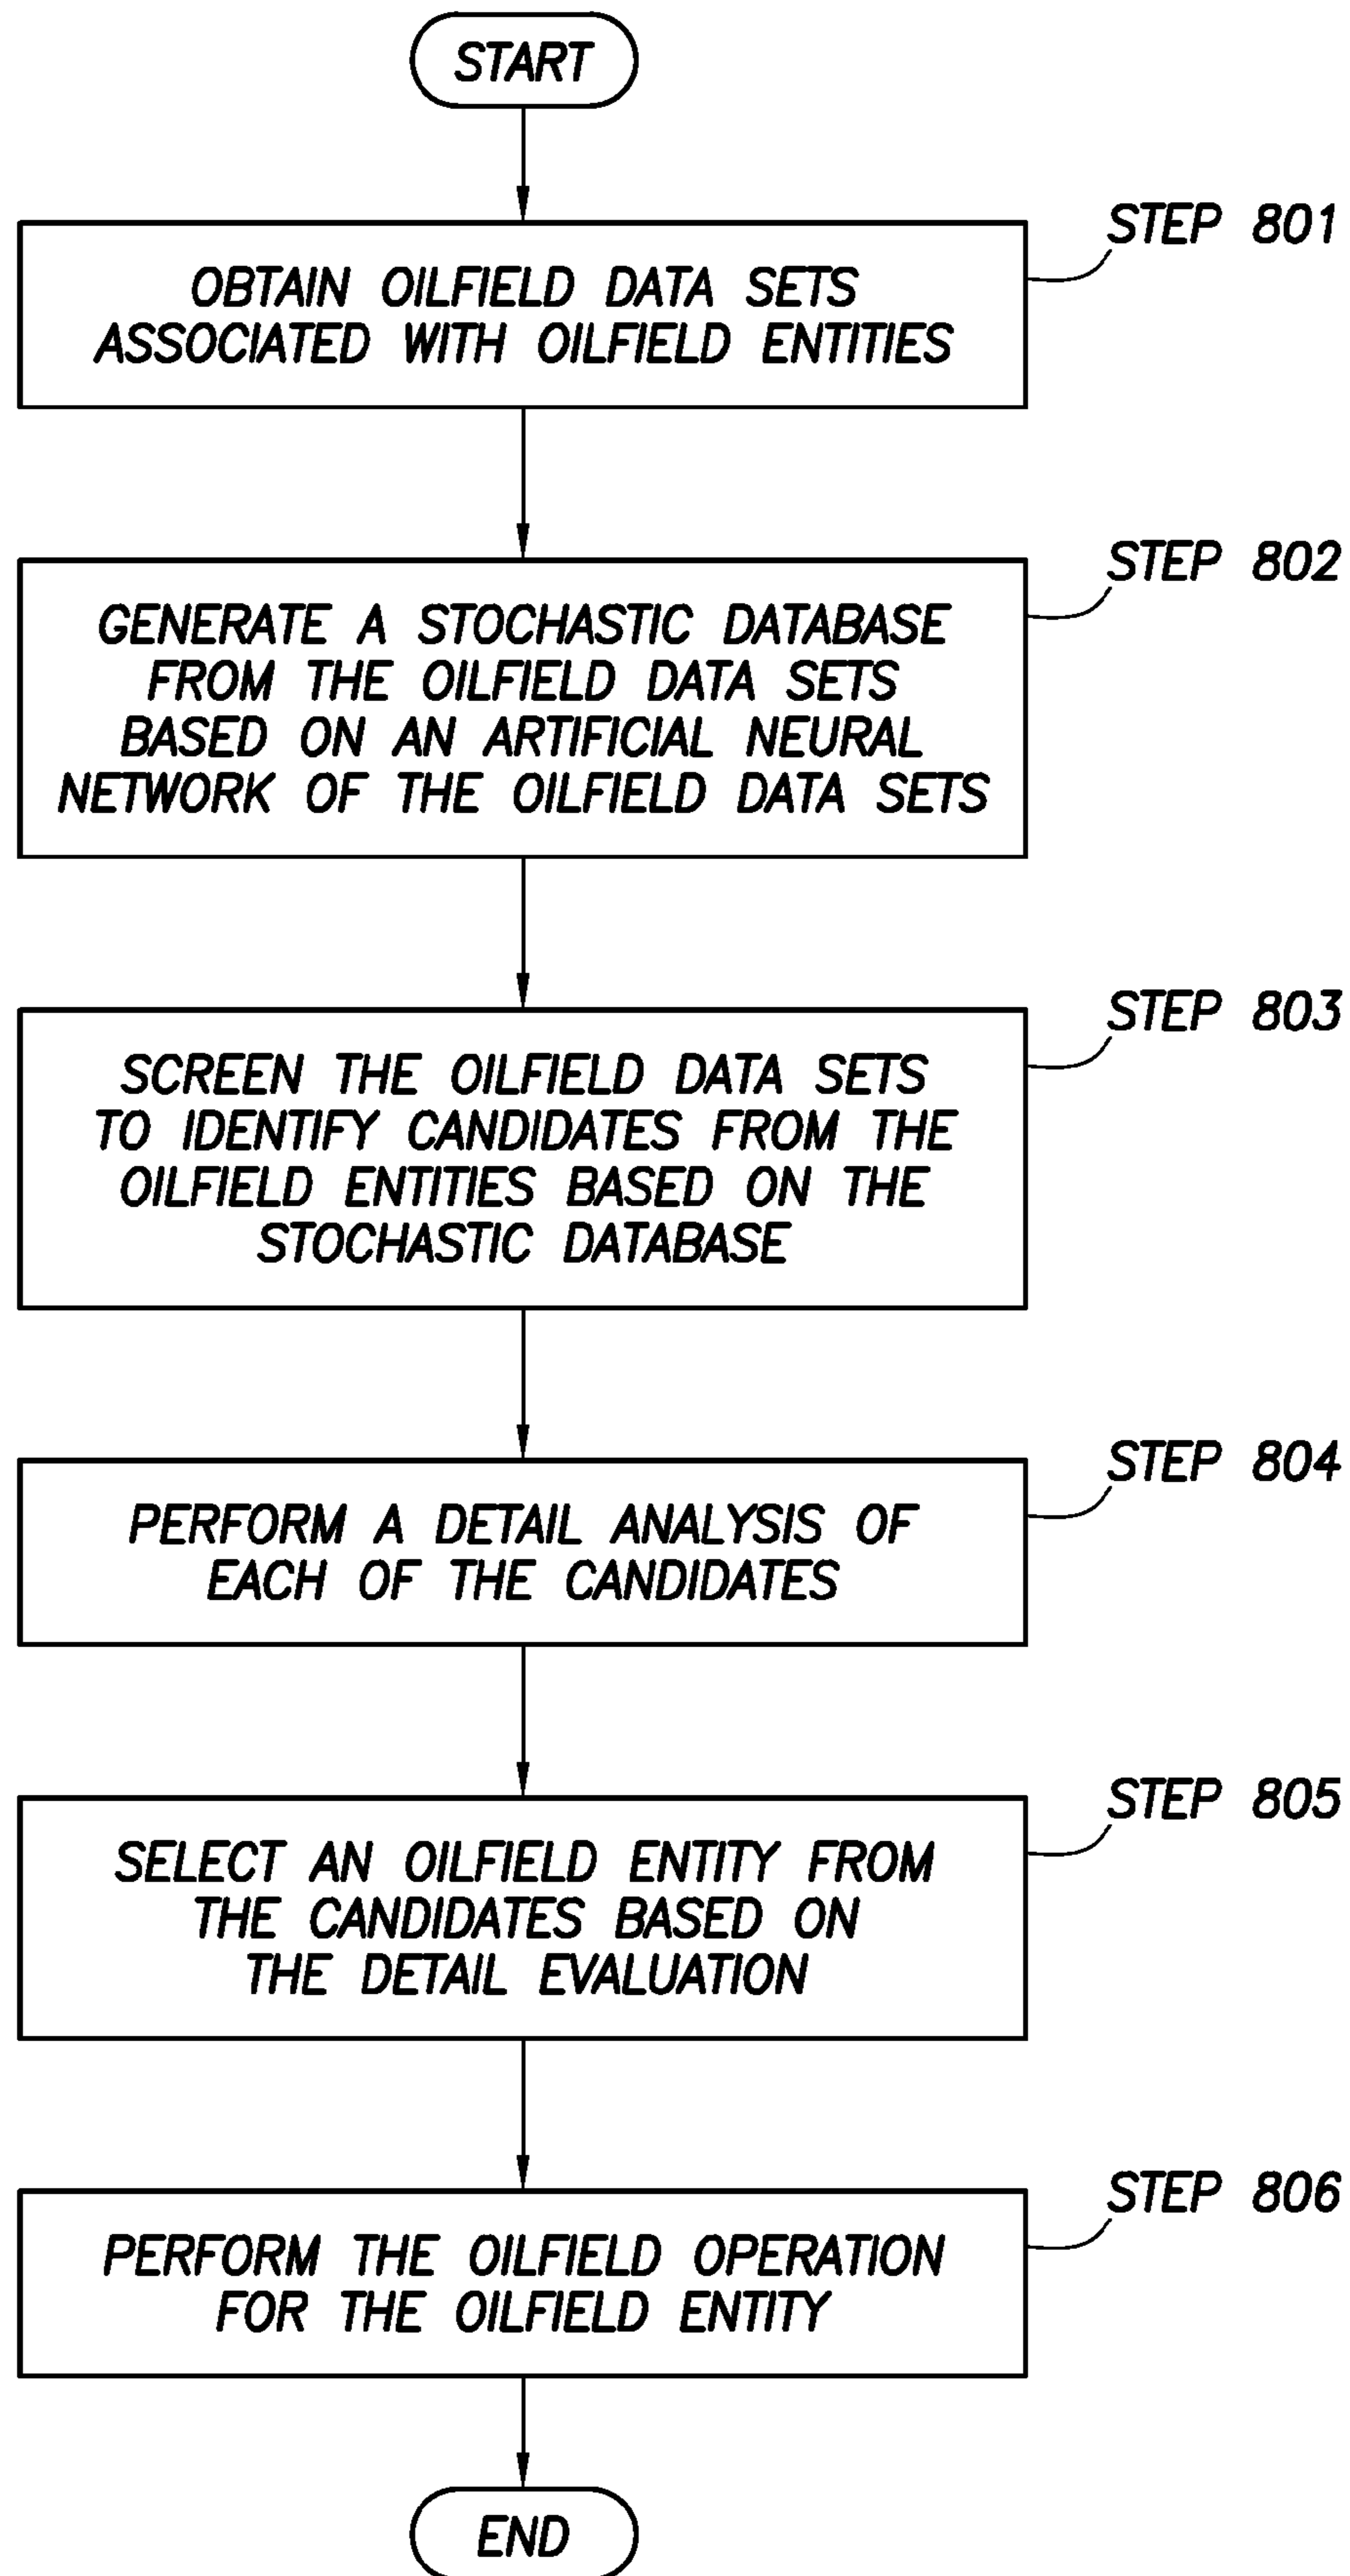 START
STEP 801
OBTAIN OILFIELD DATA SETS
ASSOCIATED WITH OILFIELD ENTITIES
STEP 802
GENERATE A STOCHASTIC DATABASE
FROM THE OILFIELD DATA SETS
BASED ON AN ARTIFICIAL NEURAL
NETWORK OF THE OILFIELD DATA SETS
STEP 803
SCREEN THE OILFIELD DATA SETS
TO IDENTIFY CANDIDATES FROM THE
OILFIELD ENTITIES BASED ON THE
STOCHASTIC DATABASE
STEP 804
PERFORM A DETAIL ANALYSIS OF
EACH OF THE CANDIDATES
STEP 805
SELECT AN OILFIELD ENTITY FROM
THE CANDIDATES BASED ON
THE DETAIL EVALUATION
STEP 806
PERFORM THE OILFIELD OPERATION
FOR THE OILFIELD ENTITY
END